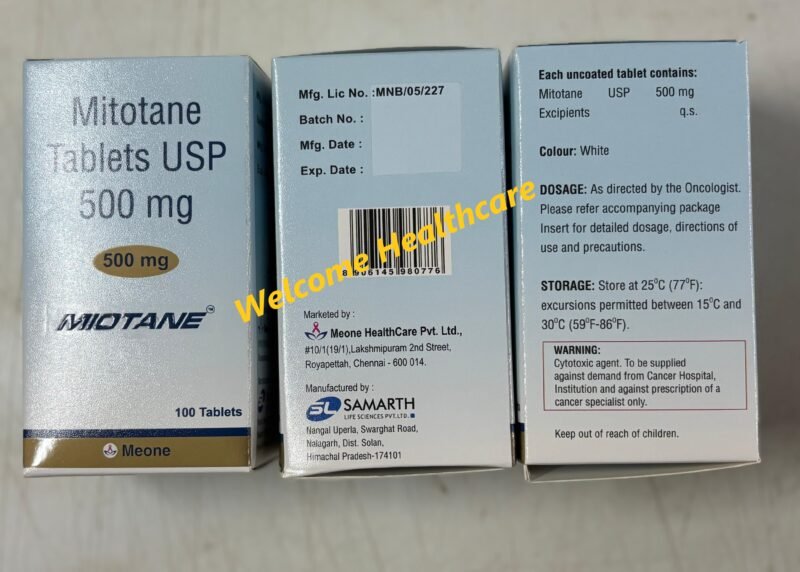 Mitotane
Tablets USP
500 mg
500 mg
MIOTANE™
100 Tablets
Meone
Mfg. Lic No. :MNB/05/227
Batch No. :
Mfg. Date :
Exp. Date :
8 906145 980776
Marketed by :
Meone HealthCare Pvt. Ltd.,
#10/1(19/1),Lakshmipuram 2nd Street,
Royapettah, Chennai - 600 014.
Manufactured by :
SL SAMARTH
LIFE SCIENCES PVT.LTD.
Nangal Uperla, Swarghat Road,
Nalagarh, Dist. Solan,
Himachal Pradesh-174101
Each uncoated tablet contains:
Mitotane USP 500 mg
Excipients q.s.
Colour: White
DOSAGE: As directed by the Oncologist.
Please refer accompanying package
Insert for detailed dosage, directions of
use and precautions.
STORAGE: Store at 25°C (77°F):
excursions permitted between 15°C and
30°C (59°F-86°F).
WARNING:
Cytotoxic agent. To be supplied
against demand from Cancer Hospital,
Institution and against prescription of a
cancer specialist only.
Keep out of reach of children.
Welcome Healthcare